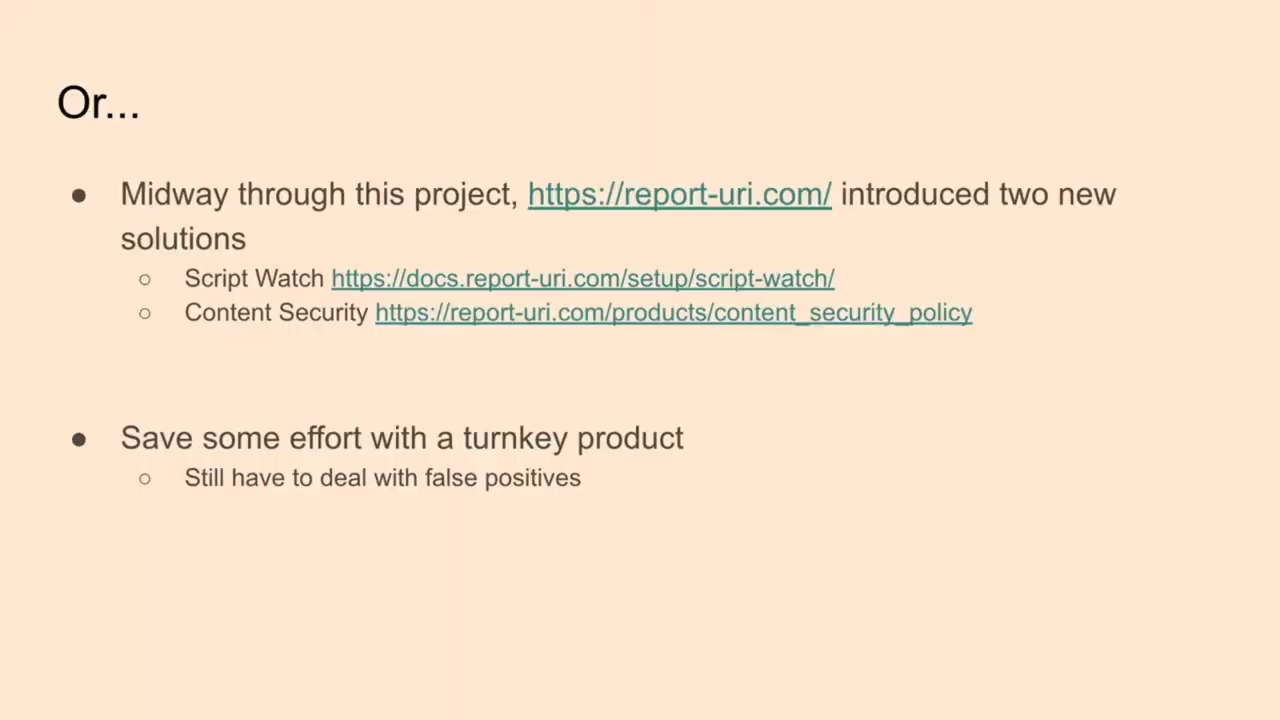 Or...
● Midway through this project, https://report-uri.com/ introduced two new
solutions
○ Script Watch https://docs.report-uri.com/setup/script-watch/
○ Content Security https://report-uri.com/products/content_security_policy
● Save some effort with a turnkey product
○ Still have to deal with false positives